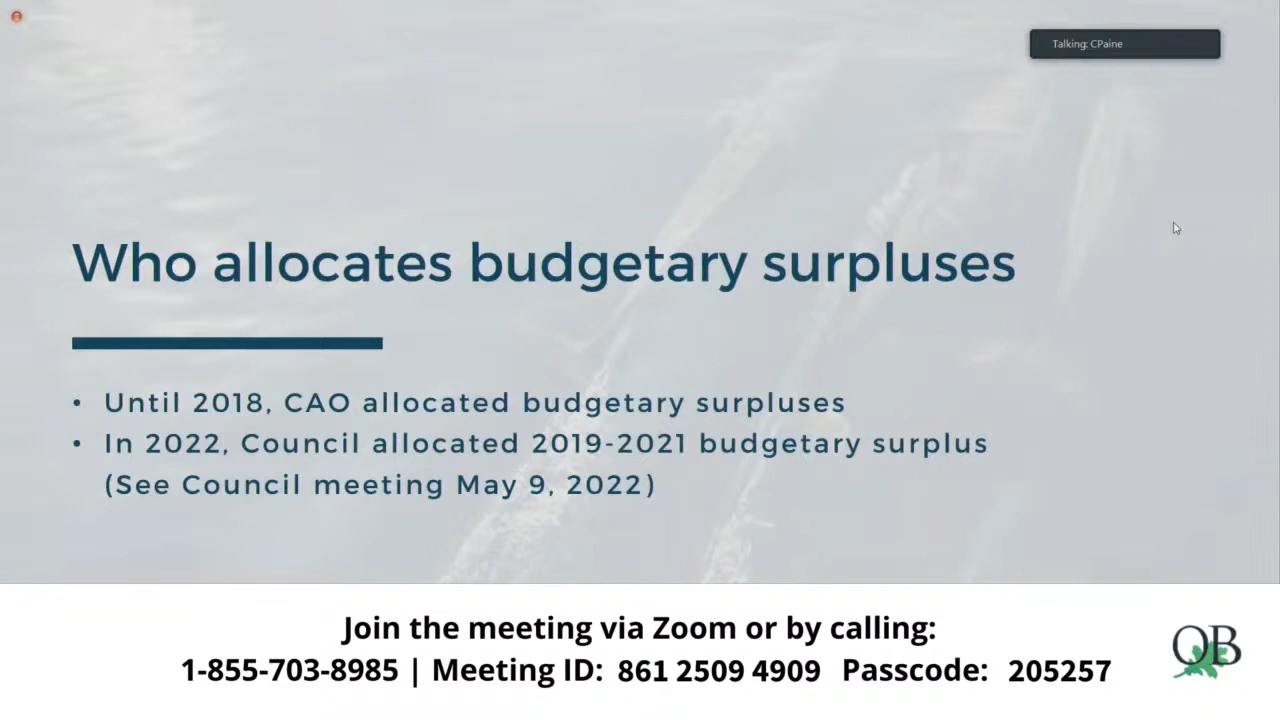 Talking: CPaine
Who allocates budgetary surpluses
• Until 2018, CAO allocated budgetary surpluses
• In 2022, Council allocated 2019-2021 budgetary surplus
(See Council meeting May 9, 2022)
Join the meeting via Zoom or by calling:
1-855-703-8985 | Meeting ID: 861 2509 4909 Passcode: 205257
QB